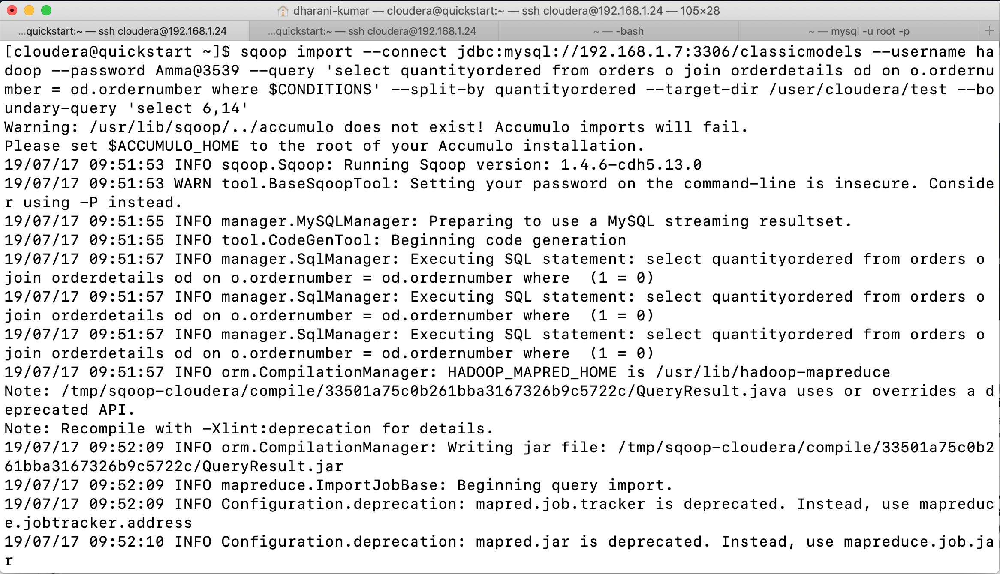 dharani-kumar — cloudera@quickstart:~ — ssh cloudera@192.168.1.24 — 105×28
...quickstart:~ — ssh cloudera@192.168.1.24
...quickstart:~ — ssh cloudera@192.168.1.24
~ — -bash
~ — mysql -u root -p
[cloudera@quickstart ~]$ sqoop import --connect jdbc:mysql://192.168.1.7:3306/classicmodels --username ha
doop --password Amma@3539 --query 'select quantityordered from orders o join orderdetails od on o.ordernu
mber = od.ordernumber where $CONDITIONS' --split-by quantityordered --target-dir /user/cloudera/test --bo
undary-query 'select 6,14'
Warning: /usr/lib/sqoop/../accumulo does not exist! Accumulo imports will fail.
Please set $ACCUMULO_HOME to the root of your Accumulo installation.
19/07/17 09:51:53 INFO sqoop.Sqoop: Running Sqoop version: 1.4.6-cdh5.13.0
19/07/17 09:51:53 WARN tool.BaseSqoopTool: Setting your password on the command-line is insecure. Conside
r using -P instead.
19/07/17 09:51:55 INFO manager.MySQLManager: Preparing to use a MySQL streaming resultset.
19/07/17 09:51:55 INFO tool.CodeGenTool: Beginning code generation
19/07/17 09:51:57 INFO manager.SqlManager: Executing SQL statement: select quantityordered from orders o
join orderdetails od on o.ordernumber = od.ordernumber where  (1 = 0)
19/07/17 09:51:57 INFO manager.SqlManager: Executing SQL statement: select quantityordered from orders o
join orderdetails od on o.ordernumber = od.ordernumber where  (1 = 0)
19/07/17 09:51:57 INFO manager.SqlManager: Executing SQL statement: select quantityordered from orders o
join orderdetails od on o.ordernumber = od.ordernumber where  (1 = 0)
19/07/17 09:51:57 INFO orm.CompilationManager: HADOOP_MAPRED_HOME is /usr/lib/hadoop-mapreduce
Note: /tmp/sqoop-cloudera/compile/33501a75c0b261bba3167326b9c5722c/QueryResult.java uses or overrides a d
eprecated API.
Note: Recompile with -Xlint:deprecation for details.
19/07/17 09:52:09 INFO orm.CompilationManager: Writing jar file: /tmp/sqoop-cloudera/compile/33501a75c0b2
61bba3167326b9c5722c/QueryResult.jar
19/07/17 09:52:09 INFO mapreduce.ImportJobBase: Beginning query import.
19/07/17 09:52:09 INFO Configuration.deprecation: mapred.job.tracker is deprecated. Instead, use mapreduc
e.jobtracker.address
19/07/17 09:52:10 INFO Configuration.deprecation: mapred.jar is deprecated. Instead, use mapreduce.job.ja
r